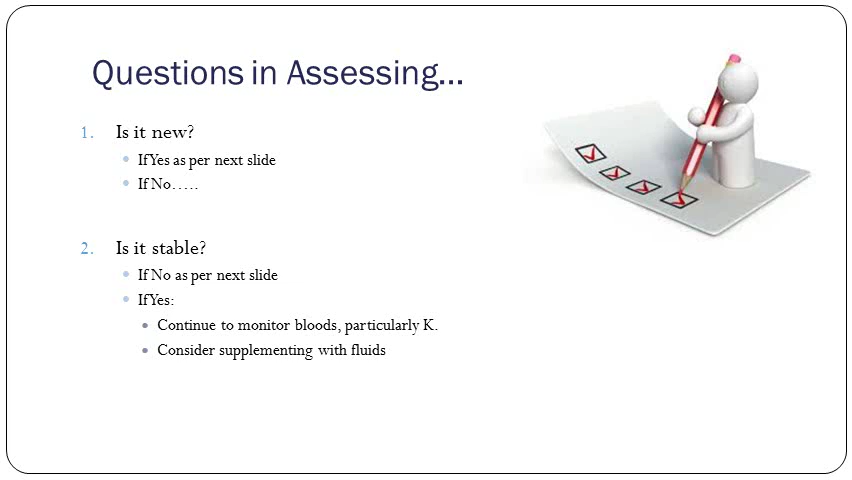 Questions in Assessing...
1. Is it new?
• If Yes as per next slide
• If No.....
2. Is it stable?
• If No as per next slide
• If Yes:
• Continue to monitor bloods, particularly K.
• Consider supplementing with fluids